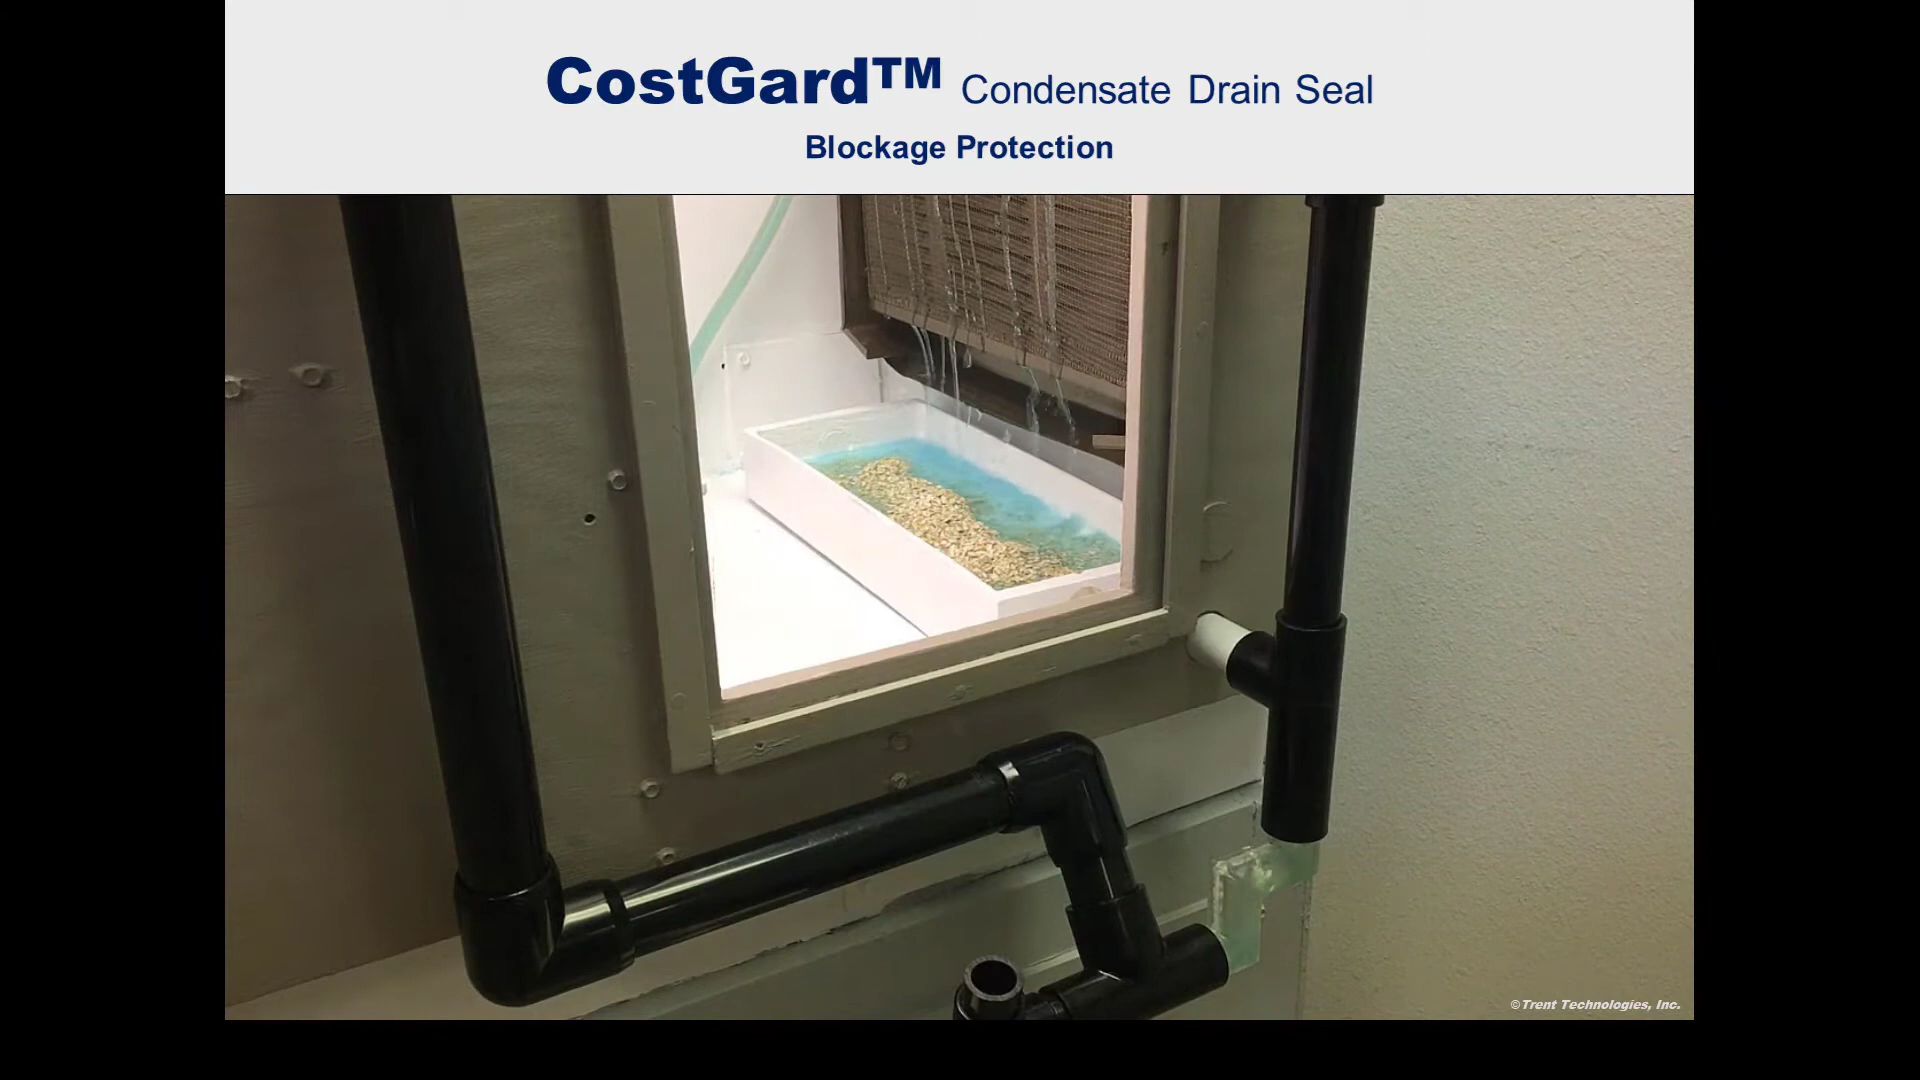 CostGard™ Condensate Drain Seal
Blockage Protection
©Trent Technologies, Inc.